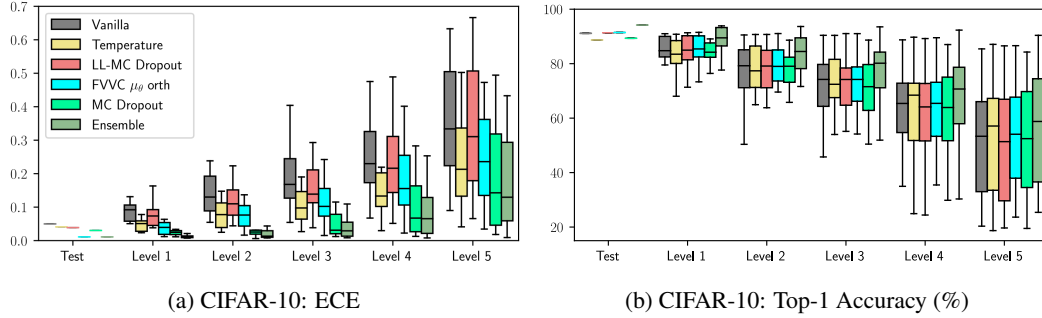 0.7
0.6
0.5
0.4
0.3
0.2
0.1
0.0
Vanilla
Temperature
LL-MC Dropout
FVVC μθ orth
MC Dropout
Ensemble
Test Level 1 Level 2 Level 3 Level 4 Level 5
(a) CIFAR-10: ECE
100
80
60
40
20
Test Level 1 Level 2 Level 3 Level 4 Level 5
(b) CIFAR-10: Top-1 Accuracy (%)